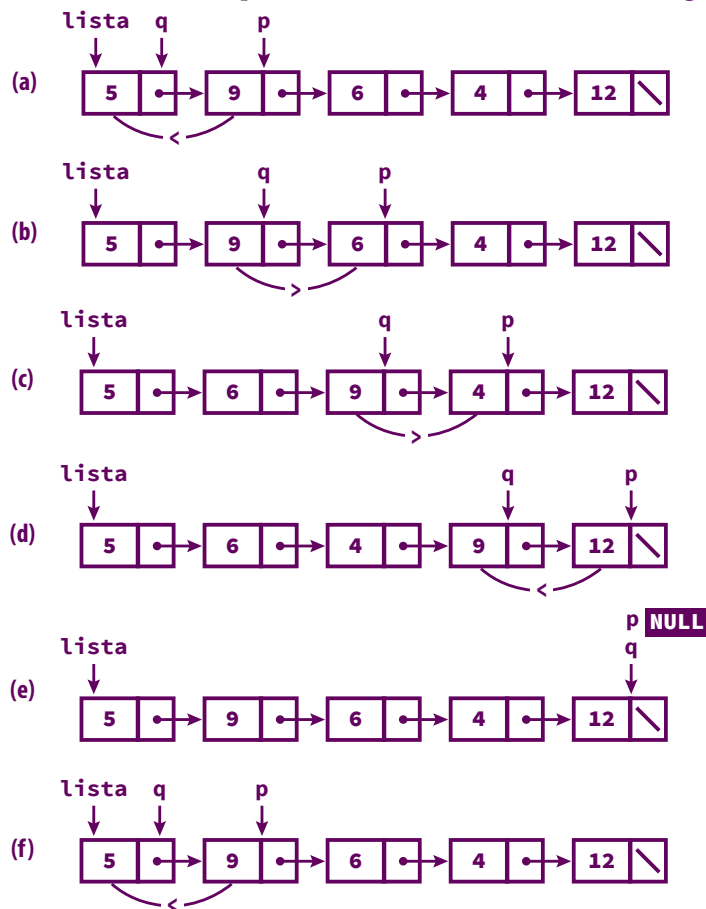 lista q p
(a) 5 9 6 4 12
<
lista q p
(b) 5 9 6 4 12
>
lista q p
(c) 5 6 9 4 12
>
lista q p
(d) 5 6 4 9 12
<
p NULL
lista q
(e) 5 9 6 4 12
lista q p
(f) 5 9 6 4 12
<